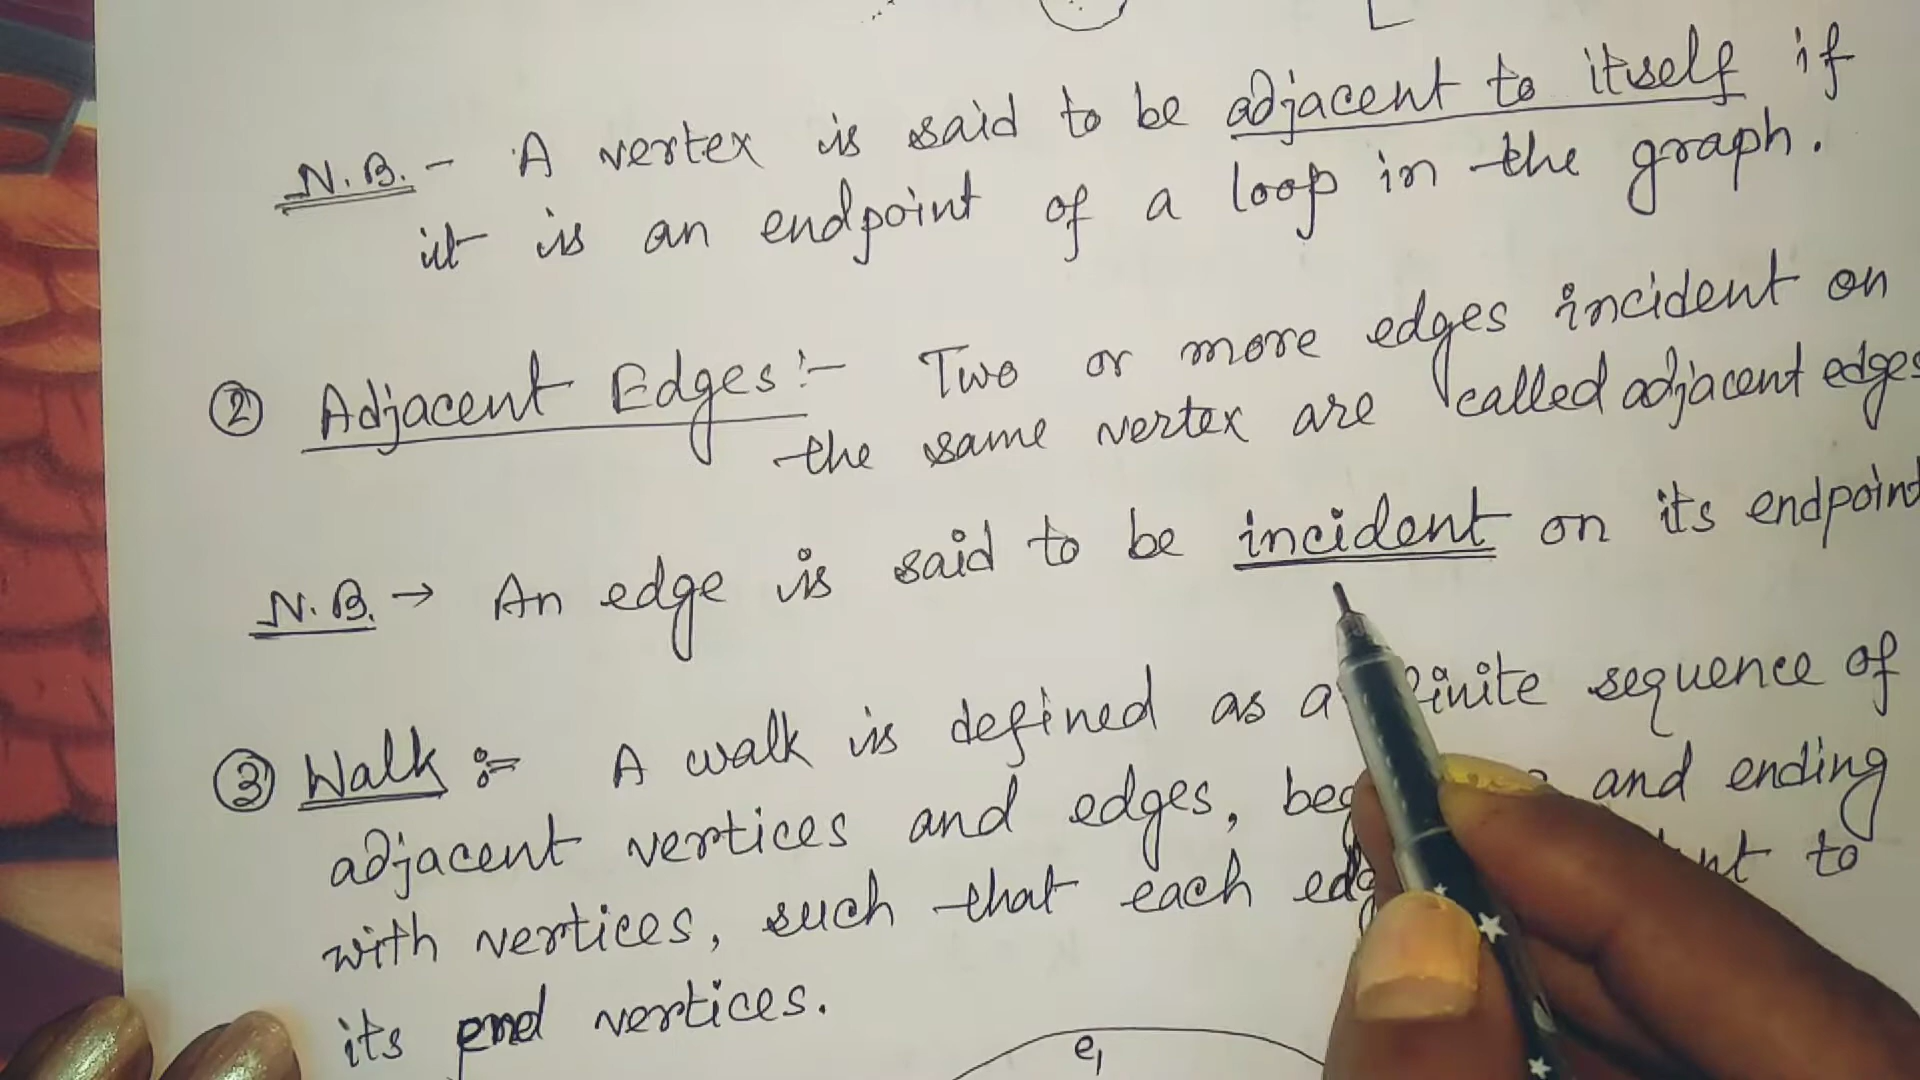 N.B. - A vertex is said to be adjacent to itself if
it is an endpoint of a loop in the graph.
② Adjacent Edges :- Two or more edges incident on
the same vertex are called adjacent edges
N.B. → An edge is said to be incident on its endpoint
③ Walk :- A walk is defined as a finite sequence of
adjacent vertices and edges, and ending
with vertices, such that each to
its end vertices.
e1